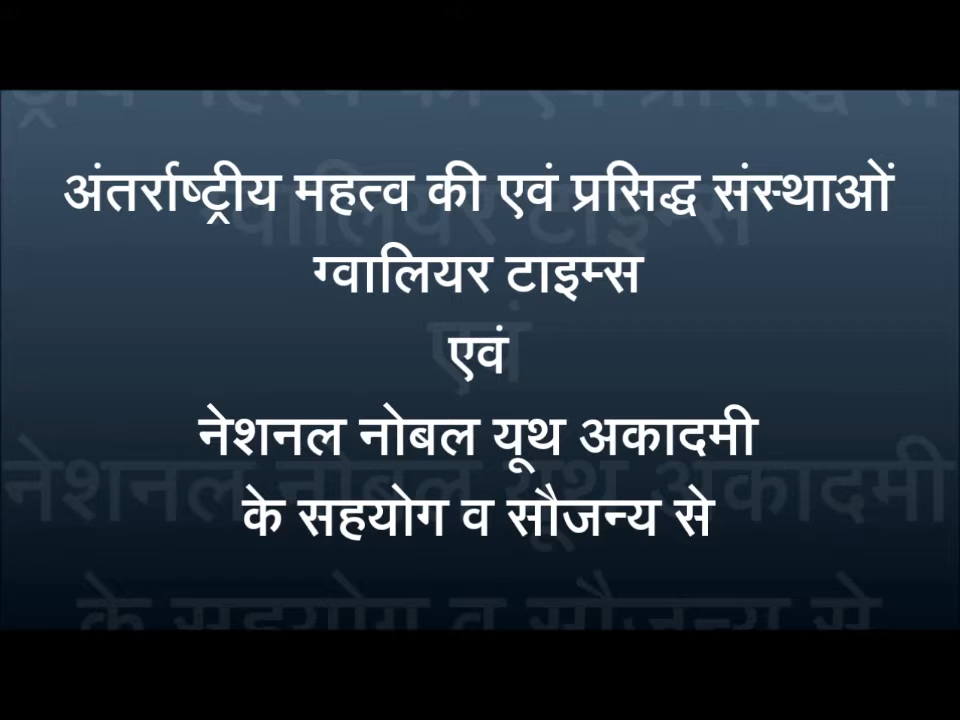 अंतर्राष्ट्रीय महत्व की एवं प्रसिद्ध संस्थाओं
ग्वालियर टाइम्स
एवं
नेशनल नोबल यूथ अकादमी
के सहयोग व सौजन्य से